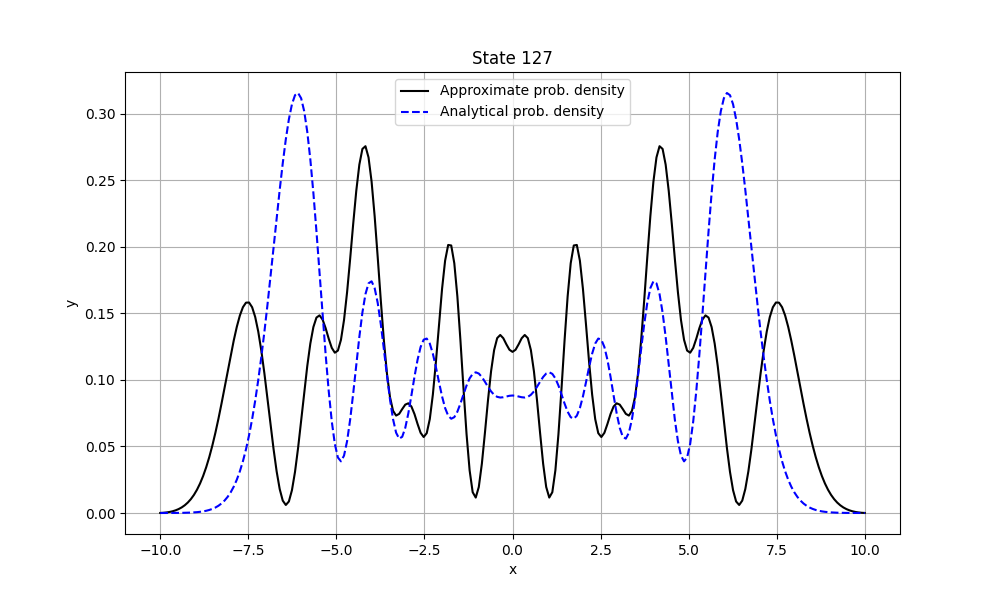 State 127
Approximate prob. density
Analytical prob. density
y
0.30
0.25
0.20
0.15
0.10
0.05
0.00
−10.0 −7.5 −5.0 −2.5 0.0 2.5 5.0 7.5 10.0
x